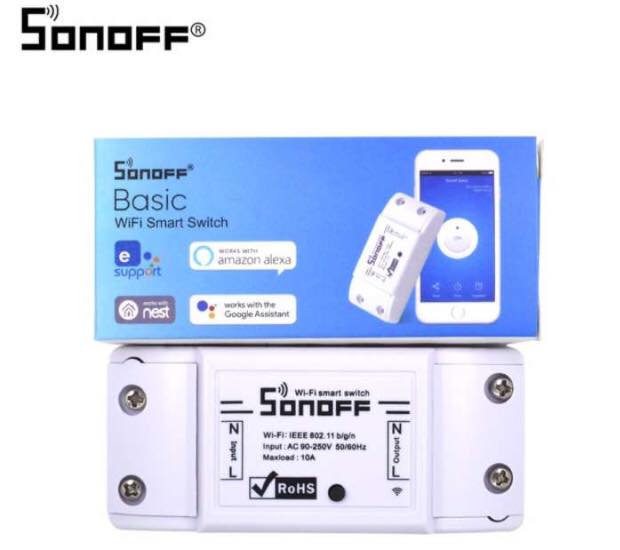 SONOFF®
SONOFF®
Basic
WiFi Smart Switch
e support
WORKS WITH
amazon alexa
works with
nest
works with the
Google Assistant
SONOFF
Wi-Fi smart switch
SONOFF
N
N
Input
Output
Wi-Fi: IEEE 802.11 b/g/n
Input : AC 90-250V 50/60Hz
Maxload : 10A
L
L
RoHS